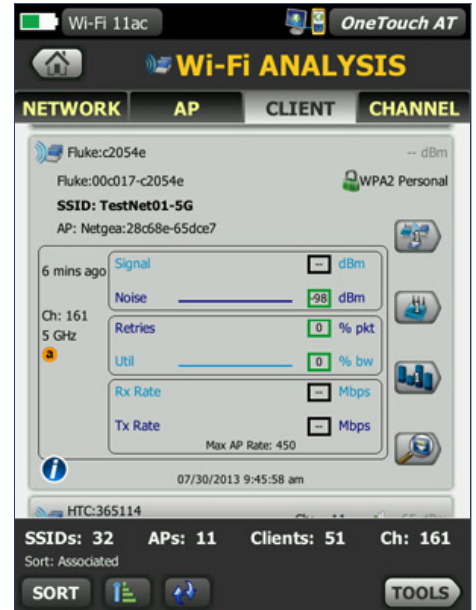 Wi-Fi 11ac
OneTouch AT
Wi-Fi ANALYSIS
NETWORK AP CLIENT CHANNEL
Fluke:c2054e -- dBm
Fluke:00c017-c2054e WPA2 Personal
SSID: TestNet01-5G
AP: Netgea:28c68e-65dce7
6 mins ago
Ch: 161
5 GHz
a
Signal -- dBm
Noise -98 dBm
Retries 0 % pkt
Util 0 % bw
Rx Rate -- Mbps
Tx Rate -- Mbps
Max AP Rate: 450
i
07/30/2013 9:45:58 am
HTC:365114
SSIDs: 32 APs: 11 Clients: 51 Ch: 161
Sort: Associated
SORT TOOLS